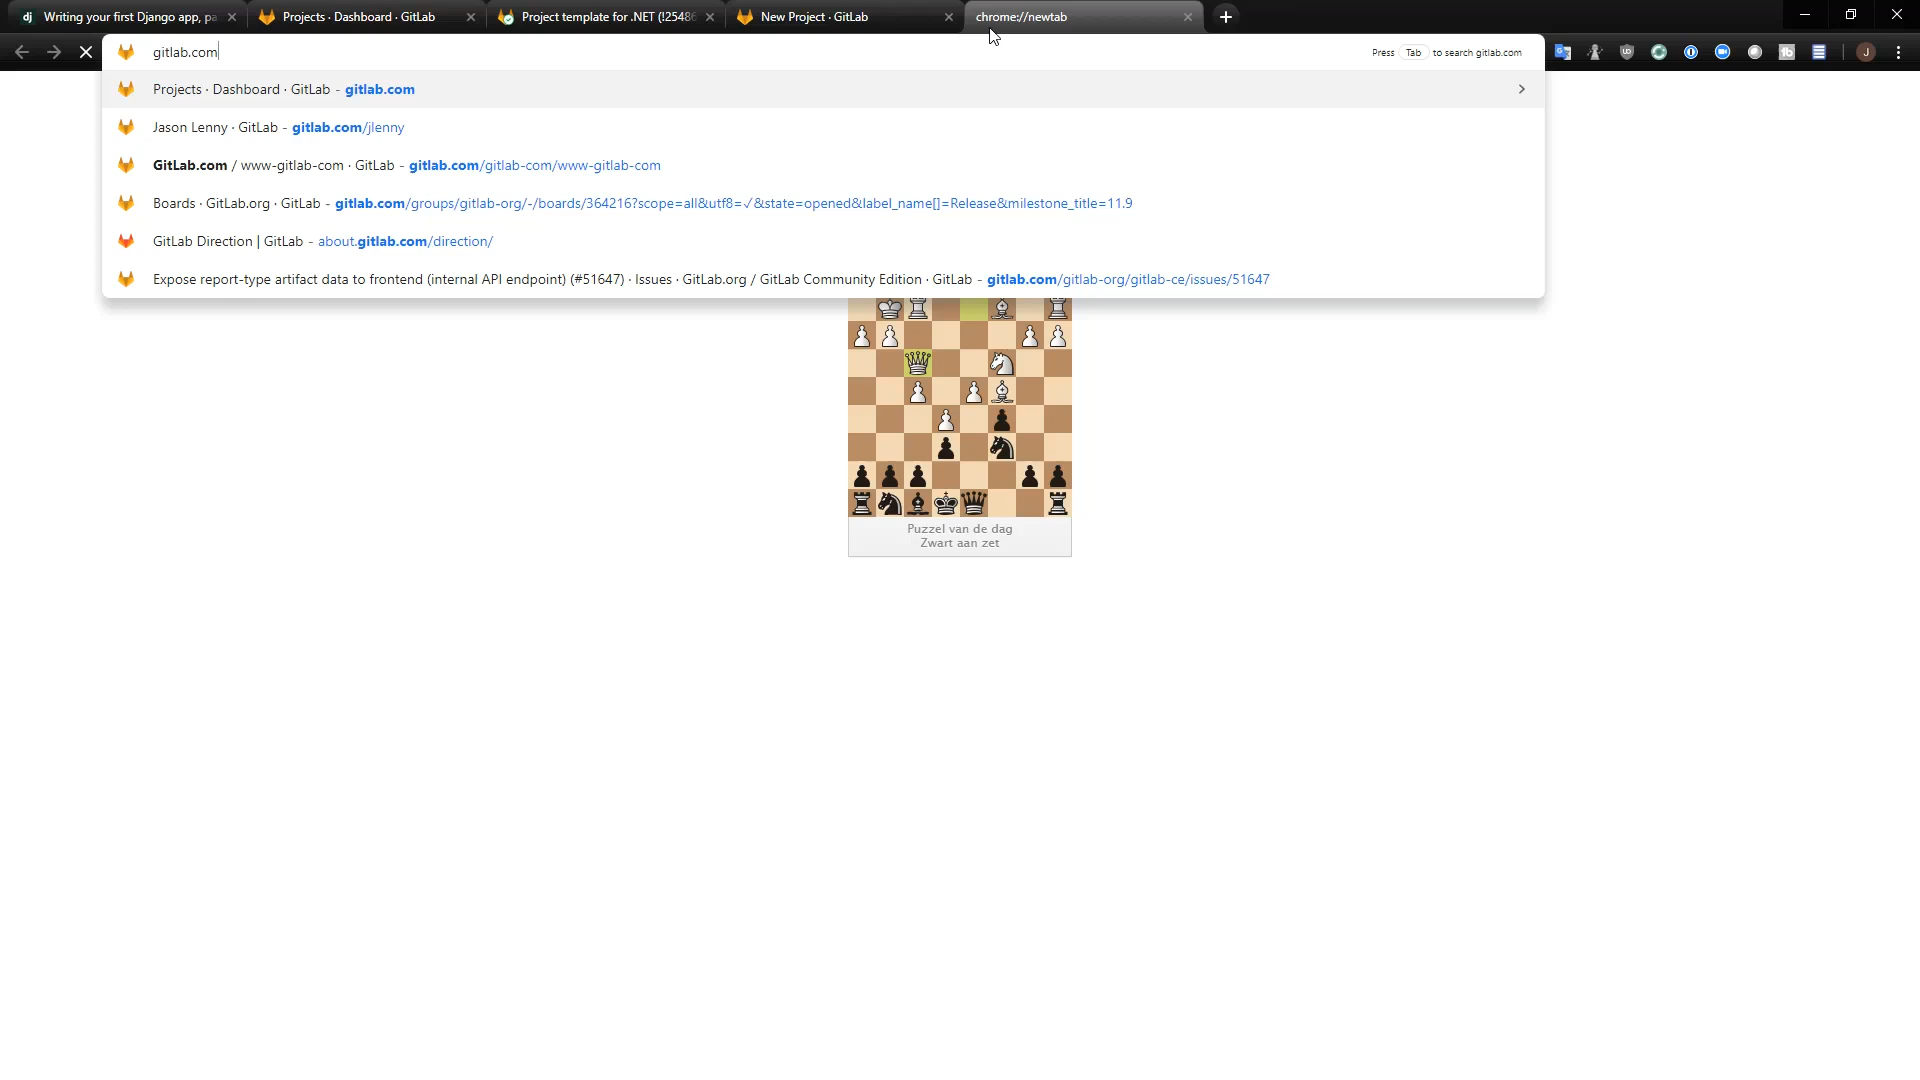 dj Writing your first Django app, pa
Projects · Dashboard · GitLab
Project template for .NET (!25486
New Project · GitLab
chrome://newtab
gitlab.com
Press Tab to search gitlab.com
Projects · Dashboard · GitLab - gitlab.com
Jason Lenny · GitLab - gitlab.com/jlenny
GitLab.com / www-gitlab-com · GitLab - gitlab.com/gitlab-com/www-gitlab-com
Boards · GitLab.org · GitLab - gitlab.com/groups/gitlab-org/-/boards/364216?scope=all&utf8=✓&state=opened&label_name[]=Release&milestone_title=11.9
GitLab Direction | GitLab - about.gitlab.com/direction/
Expose report-type artifact data to frontend (internal API endpoint) (#51647) · Issues · GitLab.org / GitLab Community Edition · GitLab - gitlab.com/gitlab-org/gitlab-ce/issues/51647
J
Puzzel van de dag
Zwart aan zet